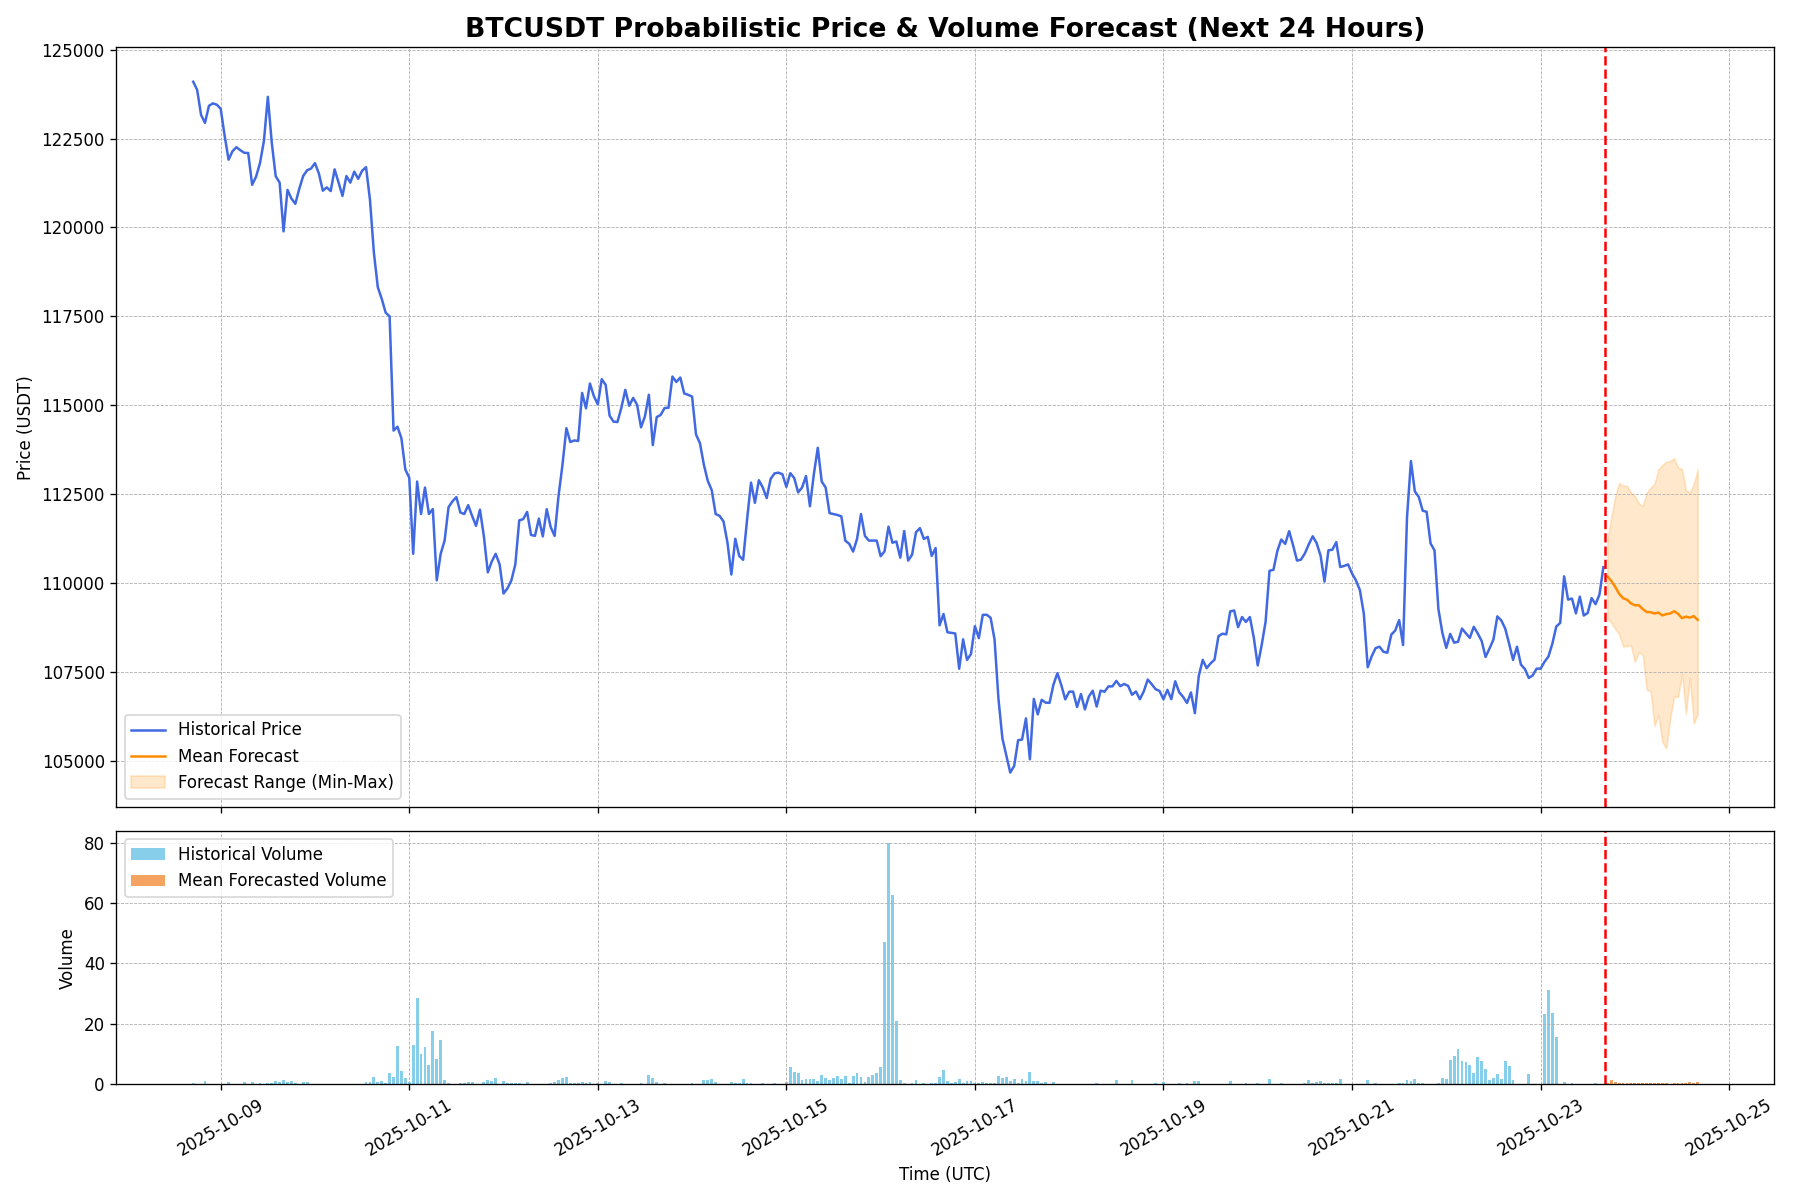 BTCUSDT Probabilistic Price & Volume Forecast (Next 24 Hours)
125000
122500
120000
117500
115000
112500
110000
107500
105000
Price (USDT)
Historical Price
Mean Forecast
Forecast Range (Min-Max)
80
60
40
20
0
Volume
Historical Volume
Mean Forecasted Volume
2025-10-09
2025-10-11
2025-10-13
2025-10-15
2025-10-17
2025-10-19
2025-10-21
2025-10-23
2025-10-25
Time (UTC)